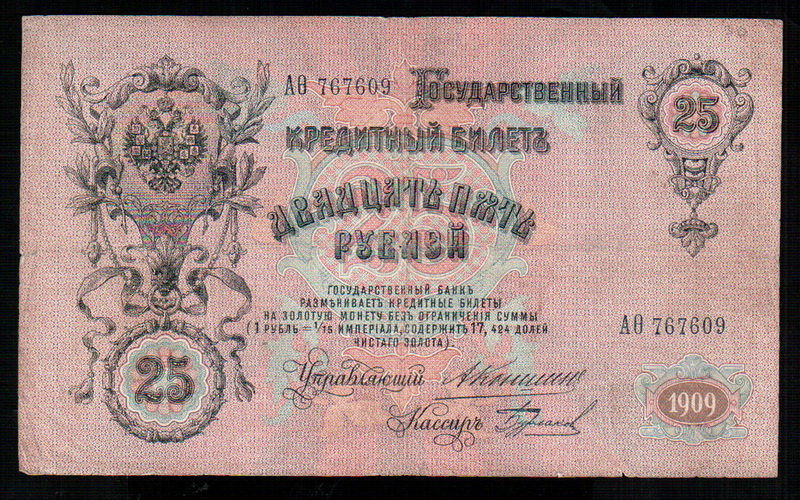 АѲ 767609 Государственный
25
Кредитный Билетъ
25
Двадцать пять
рублей
Государственный Банкъ
размѣниваетъ кредитные билеты
на золотую монету безъ ограниченія суммы
(1 рубль = 1/15 имперіала, содержитъ 17, 424 долей
чистаго золота).
АѲ 767609
25
Управляющій
Кассиръ
1909